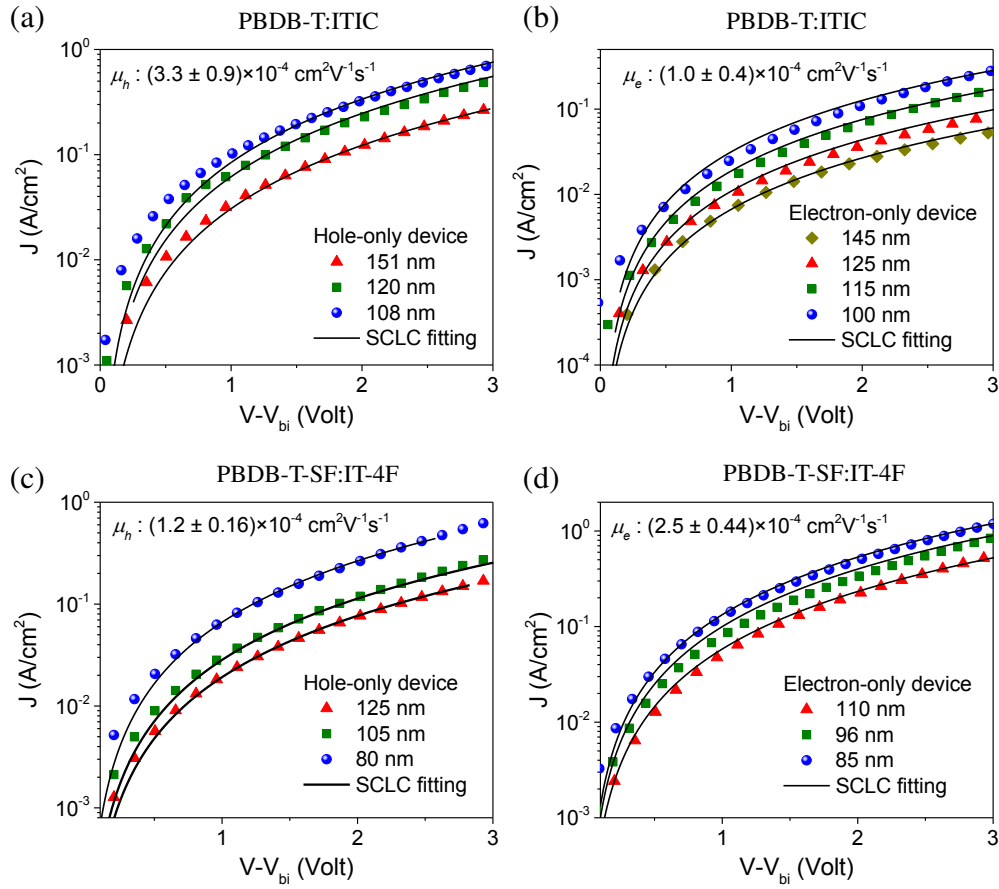 (a)
PBDB-T:ITIC
μh : (3.3 ± 0.9)×10⁻⁴ cm²V⁻¹s⁻¹
10⁰
10⁻¹
10⁻²
10⁻³
J (A/cm²)
Hole-only device
151 nm
120 nm
108 nm
SCLC fitting
0 1 2 3
V-Vbi (Volt)
(b)
PBDB-T:ITIC
μe : (1.0 ± 0.4)×10⁻⁴ cm²V⁻¹s⁻¹
10⁻¹
10⁻²
10⁻³
10⁻⁴
J (A/cm²)
Electron-only device
145 nm
125 nm
115 nm
100 nm
SCLC fitting
0 1 2 3
V-Vbi (Volt)
(c)
PBDB-T-SF:IT-4F
μh : (1.2 ± 0.16)×10⁻⁴ cm²V⁻¹s⁻¹
10⁰
10⁻¹
10⁻²
10⁻³
J (A/cm²)
Hole-only device
125 nm
105 nm
80 nm
SCLC fitting
1 2 3
V-Vbi (Volt)
(d)
PBDB-T-SF:IT-4F
μe : (2.5 ± 0.44)×10⁻⁴ cm²V⁻¹s⁻¹
10⁰
10⁻¹
10⁻²
10⁻³
J (A/cm²)
Electron-only device
110 nm
96 nm
85 nm
SCLC fitting
1 2 3
V-Vbi (Volt)